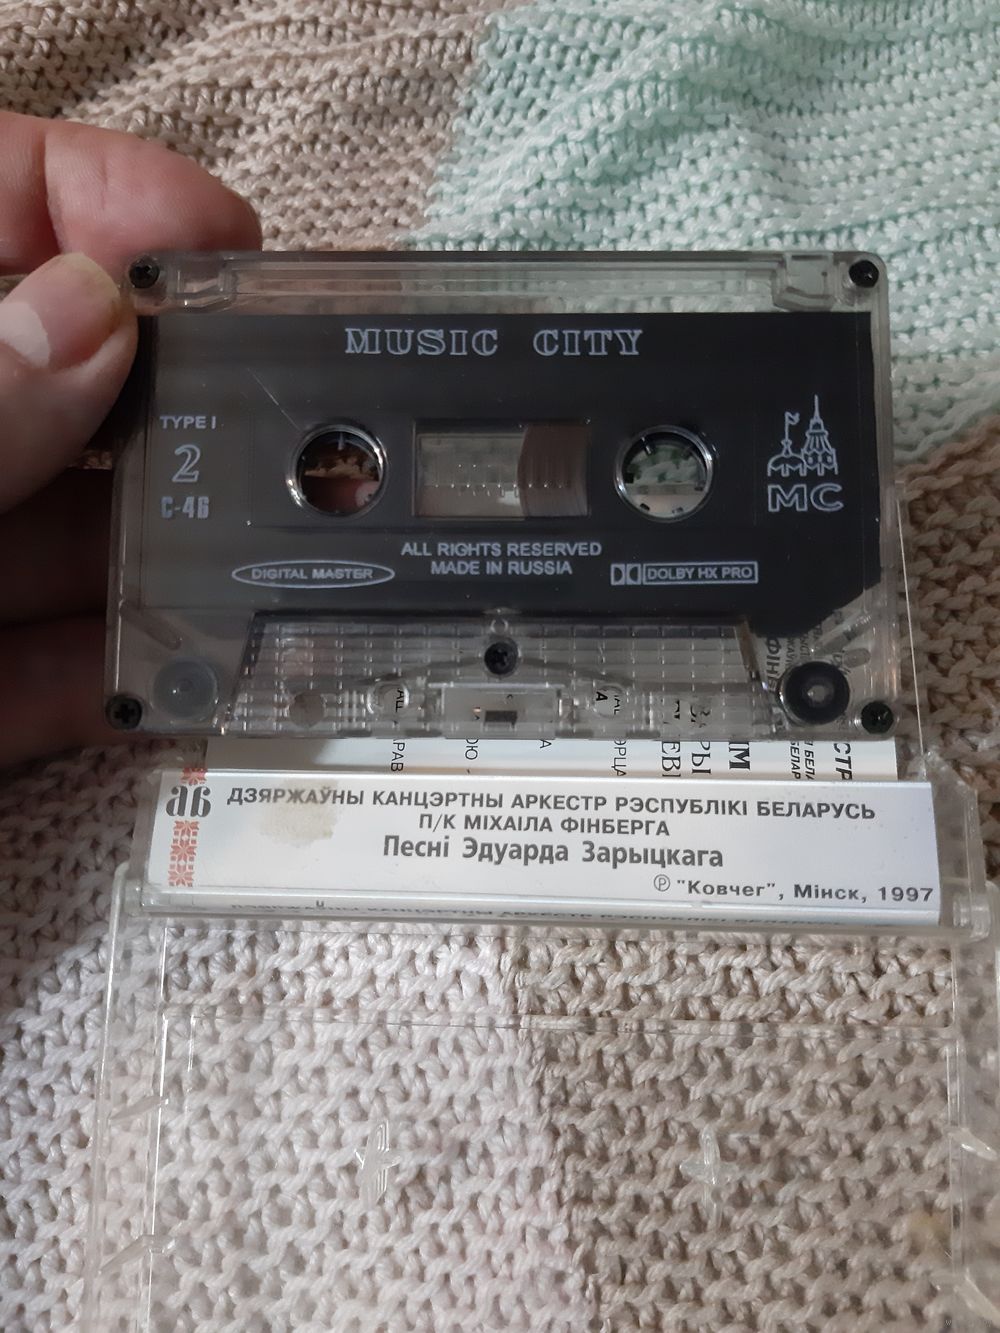 MUSIC CITY
TYPE I
2
C-46
MC
ALL RIGHTS RESERVED
MADE IN RUSSIA
DIGITAL MASTER
DOLBY HX PRO
ДЗЯРЖАЎНЫ КАНЦЭРТНЫ АРКЕСТР РЭСПУБЛІКІ БЕЛАРУСЬ
П/К МІХАІЛА ФІНБЕРГА
Песні Эдуарда Зарыцкага
℗ "Ковчег", Мінск, 1997